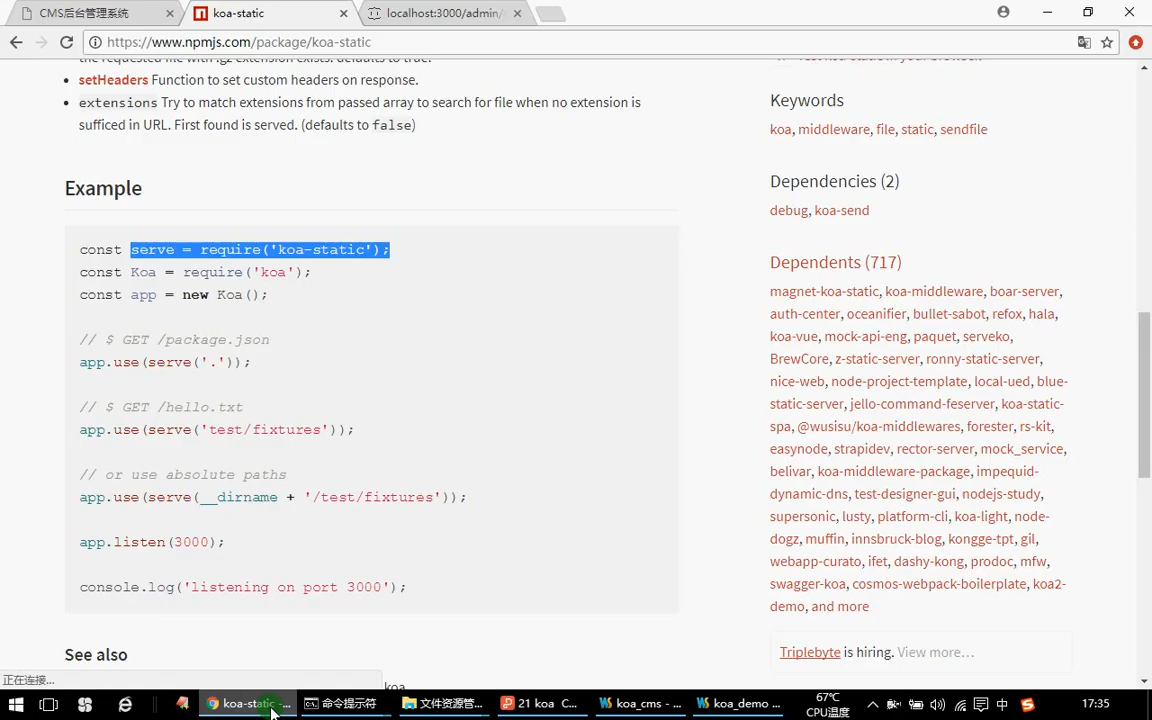 CMS后台管理系统
koa-static
localhost:3000/admin/
https://www.npmjs.com/package/koa-static
the requested file with .gz extension exists. defaults to true.
• setHeaders Function to set custom headers on response.
• extensions Try to match extensions from passed array to search for file when no extension is
sufficed in URL. First found is served. (defaults to false)
Example
const serve = require('koa-static');
const Koa = require('koa');
const app = new Koa();
// $ GET /package.json
app.use(serve('.'));
// $ GET /hello.txt
app.use(serve('test/fixtures'));
// or use absolute paths
app.use(serve(__dirname + '/test/fixtures'));
app.listen(3000);
console.log('listening on port 3000');
See also
koa
正在连接...
Keywords
koa, middleware, file, static, sendfile
Dependencies (2)
debug, koa-send
Dependents (717)
magnet-koa-static, koa-middleware, boar-server,
auth-center, oceanifier, bullet-sabot, refox, hala,
koa-vue, mock-api-eng, paquet, serveko,
BrewCore, z-static-server, ronny-static-server,
nice-web, node-project-template, local-ued, blue-
static-server, jello-command-feserver, koa-static-
spa, @wusisu/koa-middlewares, forester, rs-kit,
easynode, strapidev, rector-server, mock_service,
belivar, koa-middleware-package, impequid-
dynamic-dns, test-designer-gui, nodejs-study,
supersonic, lusty, platform-cli, koa-light, node-
dogz, muffin, innsbruck-blog, kongge-tpt, gil,
webapp-curato, ifet, dashy-kong, prodoc, mfw,
swagger-koa, cosmos-webpack-boilerplate, koa2-
demo, and more
Triplebyte is hiring. View more…
koa-static -... 命令提示符 文件资源管... 21 koa C... koa_cms - ... koa_demo ...
67℃
CPU温度
中
17:35